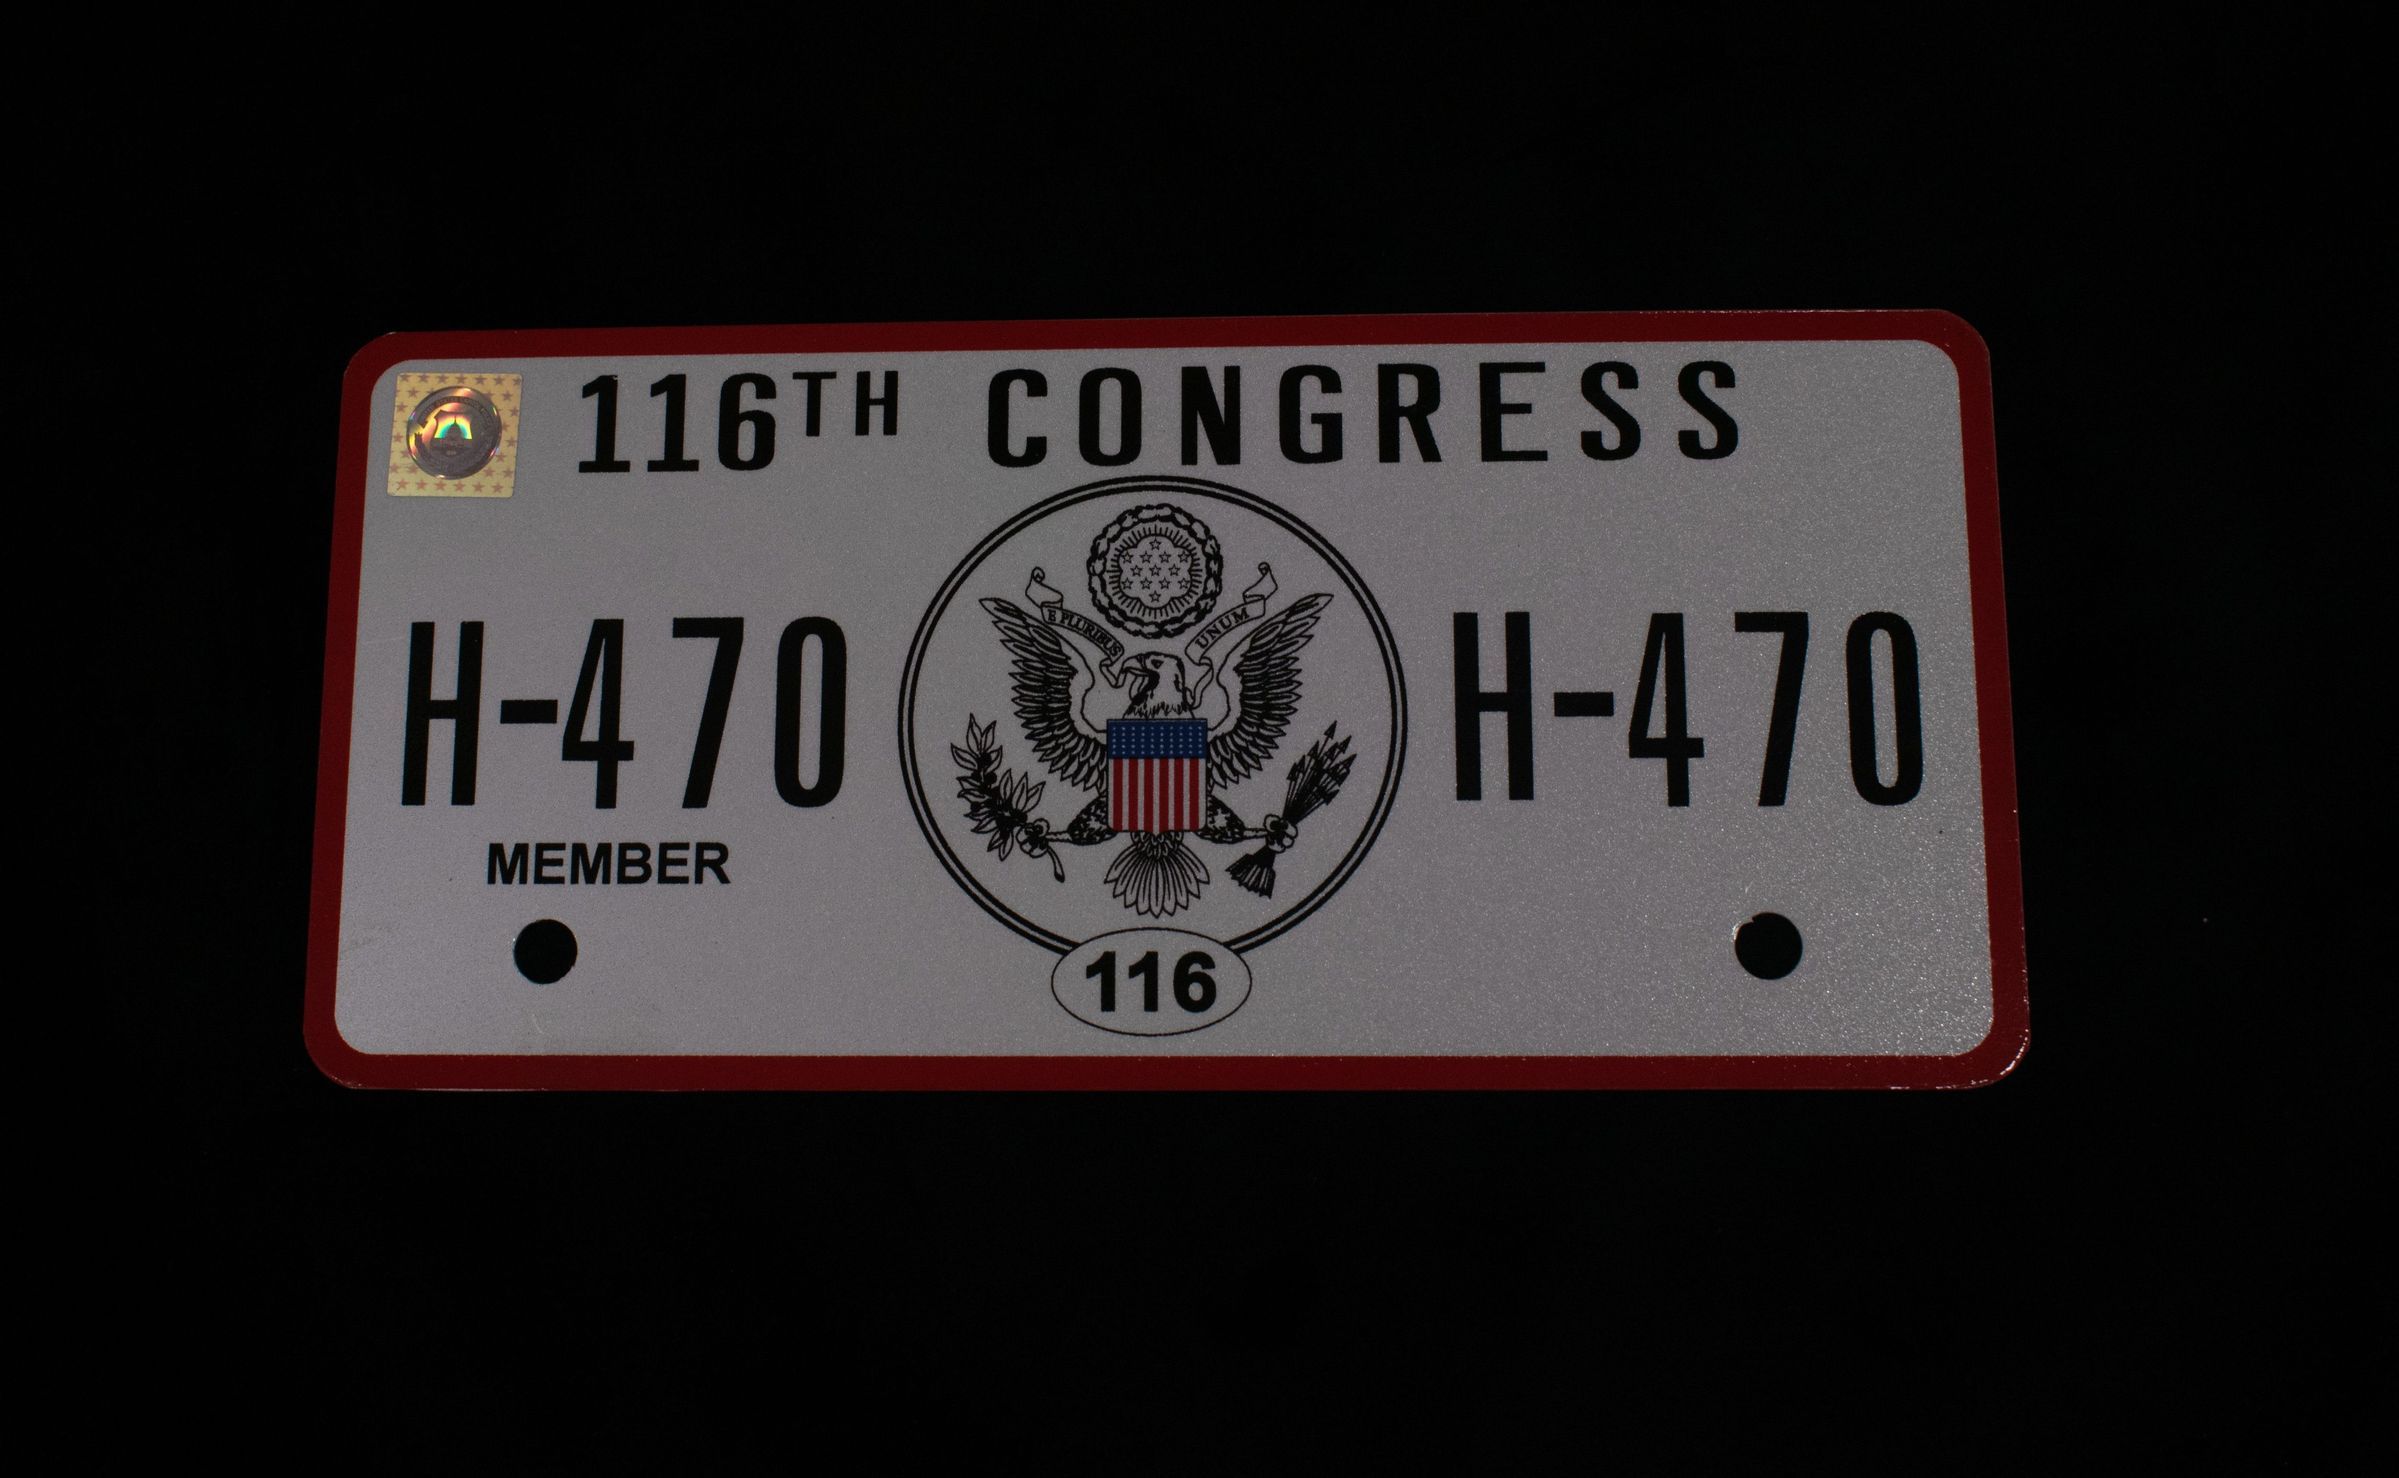 116TH CONGRESS
E PLURIBUS UNUM
H-470 H-470
MEMBER
116